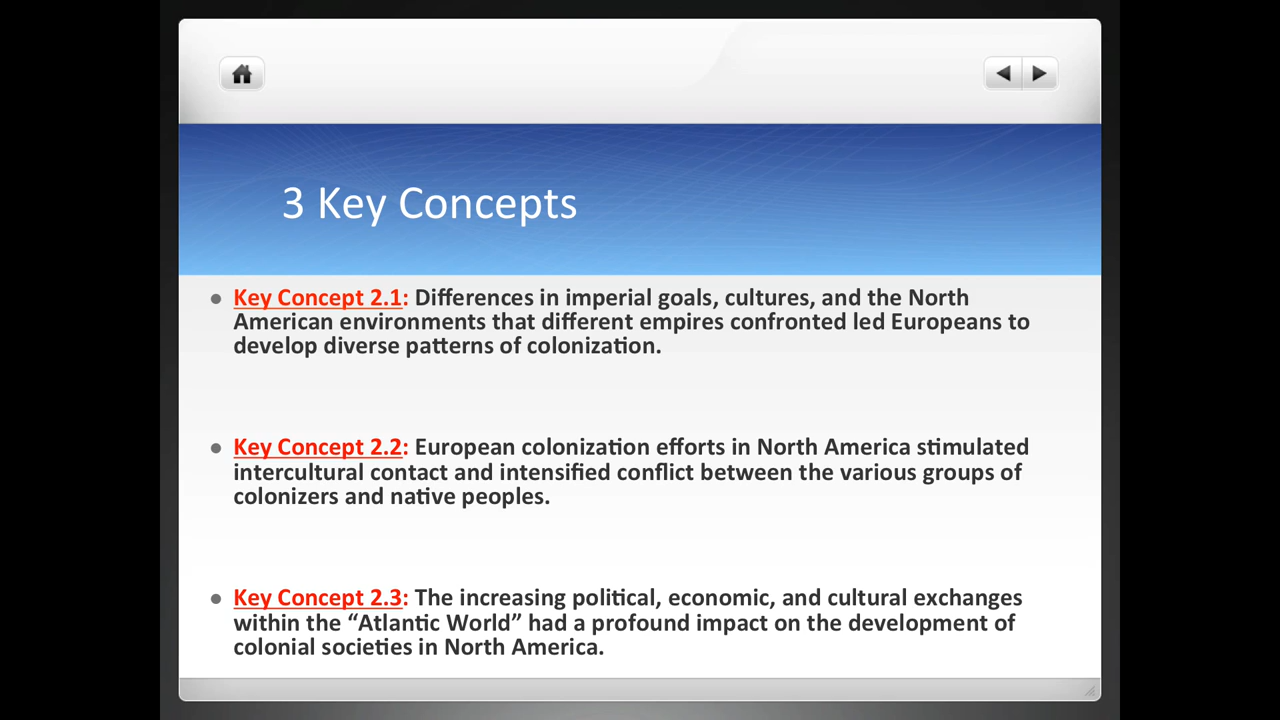 3 Key Concepts
● Key Concept 2.1: Differences in imperial goals, cultures, and the North
American environments that different empires confronted led Europeans to
develop diverse patterns of colonization.
● Key Concept 2.2: European colonization efforts in North America stimulated
intercultural contact and intensified conflict between the various groups of
colonizers and native peoples.
● Key Concept 2.3: The increasing political, economic, and cultural exchanges
within the “Atlantic World” had a profound impact on the development of
colonial societies in North America.